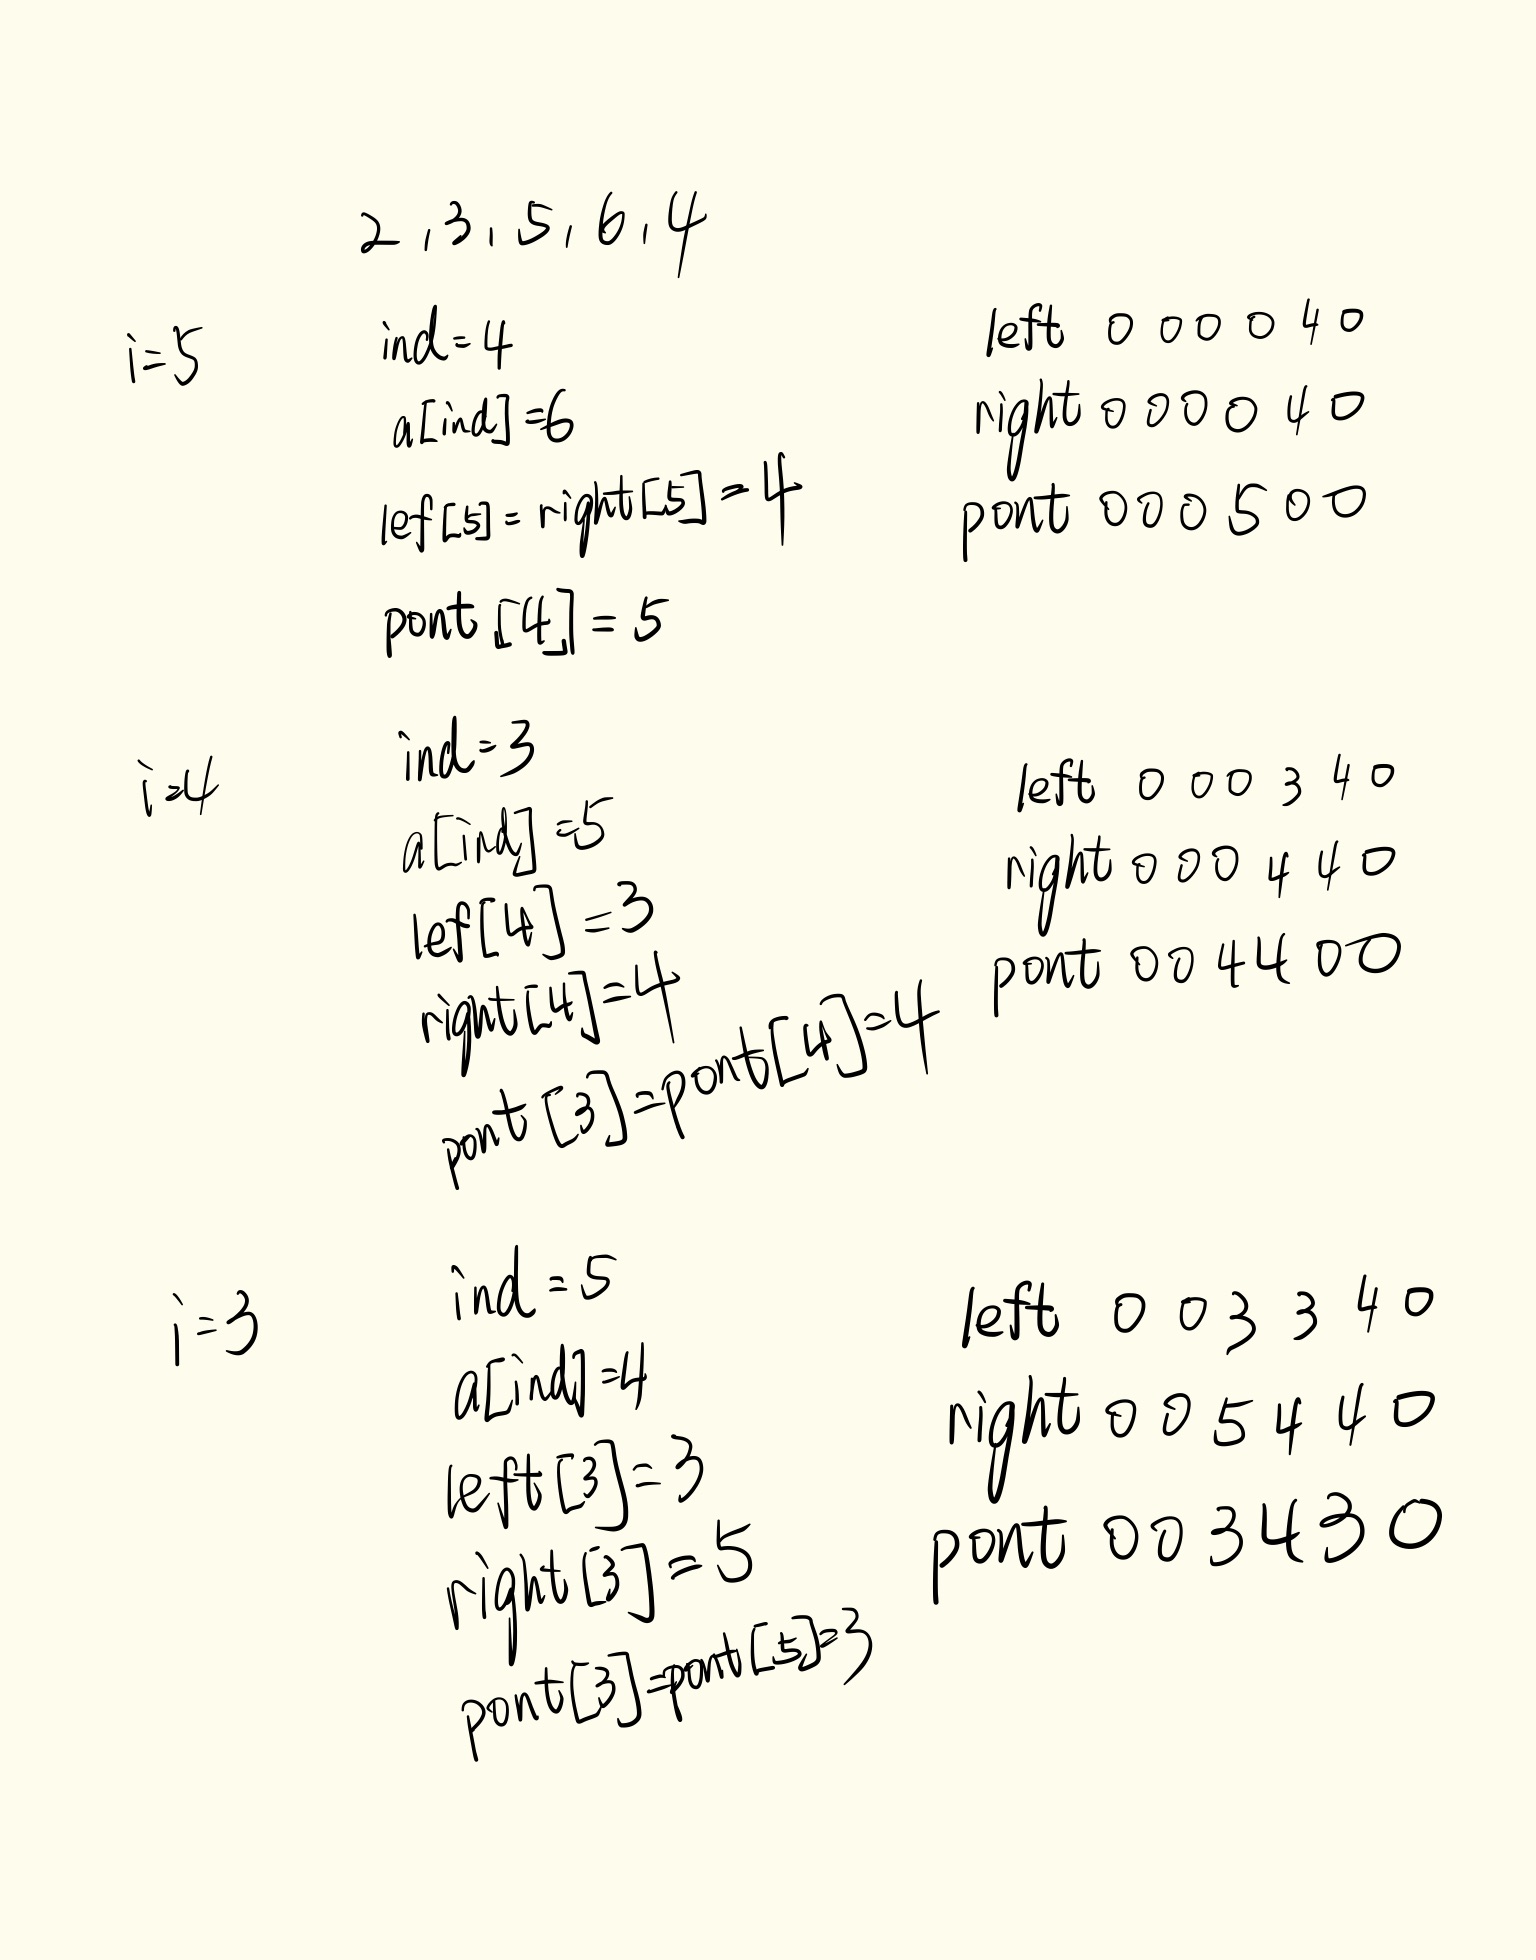 2, 3, 5, 6, 4
i=5
ind=4
a[ind]=6
lef[5]=right[5]=4
pont[4]=5
left 0 0 0 0 4 0
right 0 0 0 0 4 0
pont 0 0 0 5 0 0
i=4
ind=3
a[ind]=5
lef[4]=3
right[4]=4
pont[3]=pont[4]=4
left 0 0 0 3 4 0
right 0 0 0 4 4 0
pont 0 0 4 4 0 0
i=3
ind=5
a[ind]=4
left[3]=3
right[3]=5
pont[3]=pont[5]=3
left 0 0 3 3 4 0
right 0 0 5 4 4 0
pont 0 0 3 4 3 0